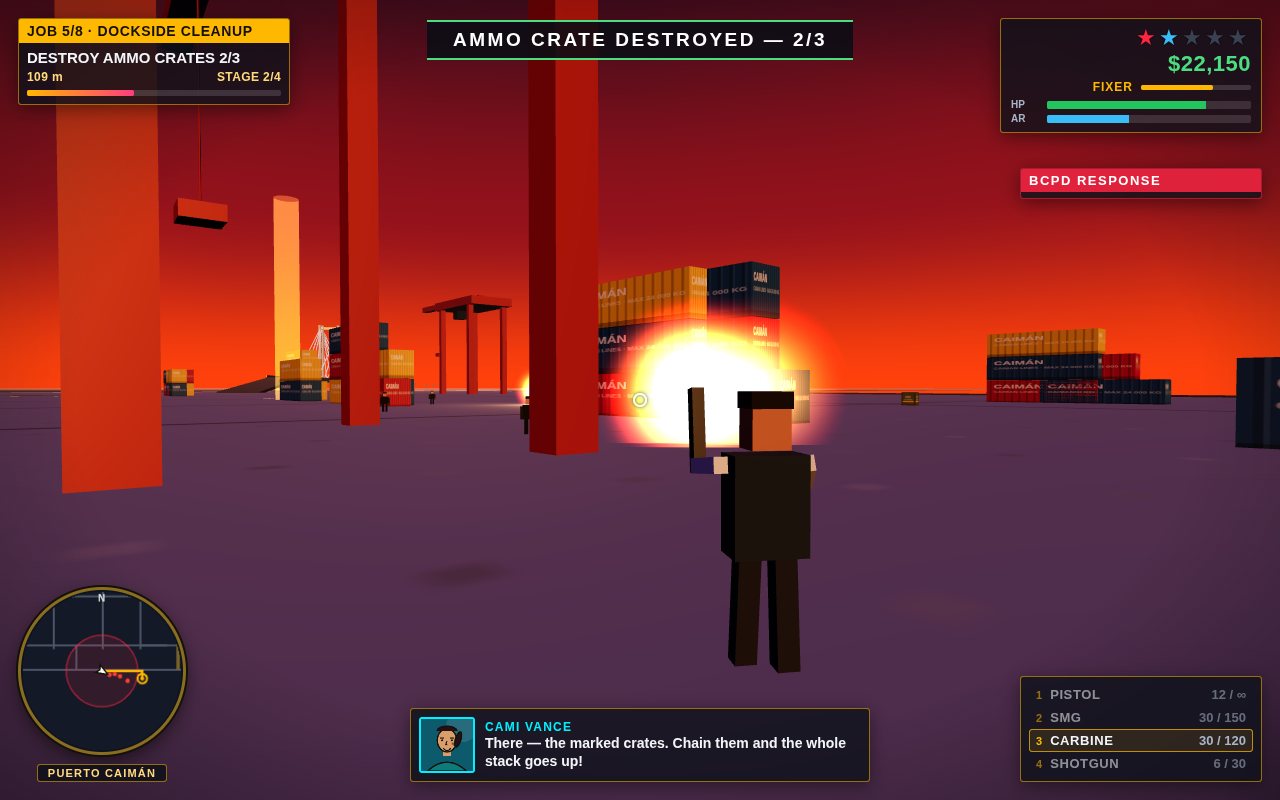 JOB 5/8 · DOCKSIDE CLEANUP
DESTROY AMMO CRATES 2/3
109 m
STAGE 2/4
AMMO CRATE DESTROYED — 2/3
$22,150
FIXER
HP
AR
BCPD RESPONSE
CAIMÁN
CAIMÁN
CAIMÁN
CAIMÁN
CAIMÁN
CAIMÁN
N
PUERTO CAIMÁN
CAMI VANCE
There — the marked crates. Chain them and the whole
stack goes up!
1 PISTOL 12 / ∞
2 SMG 30 / 150
3 CARBINE 30 / 120
4 SHOTGUN 6 / 30